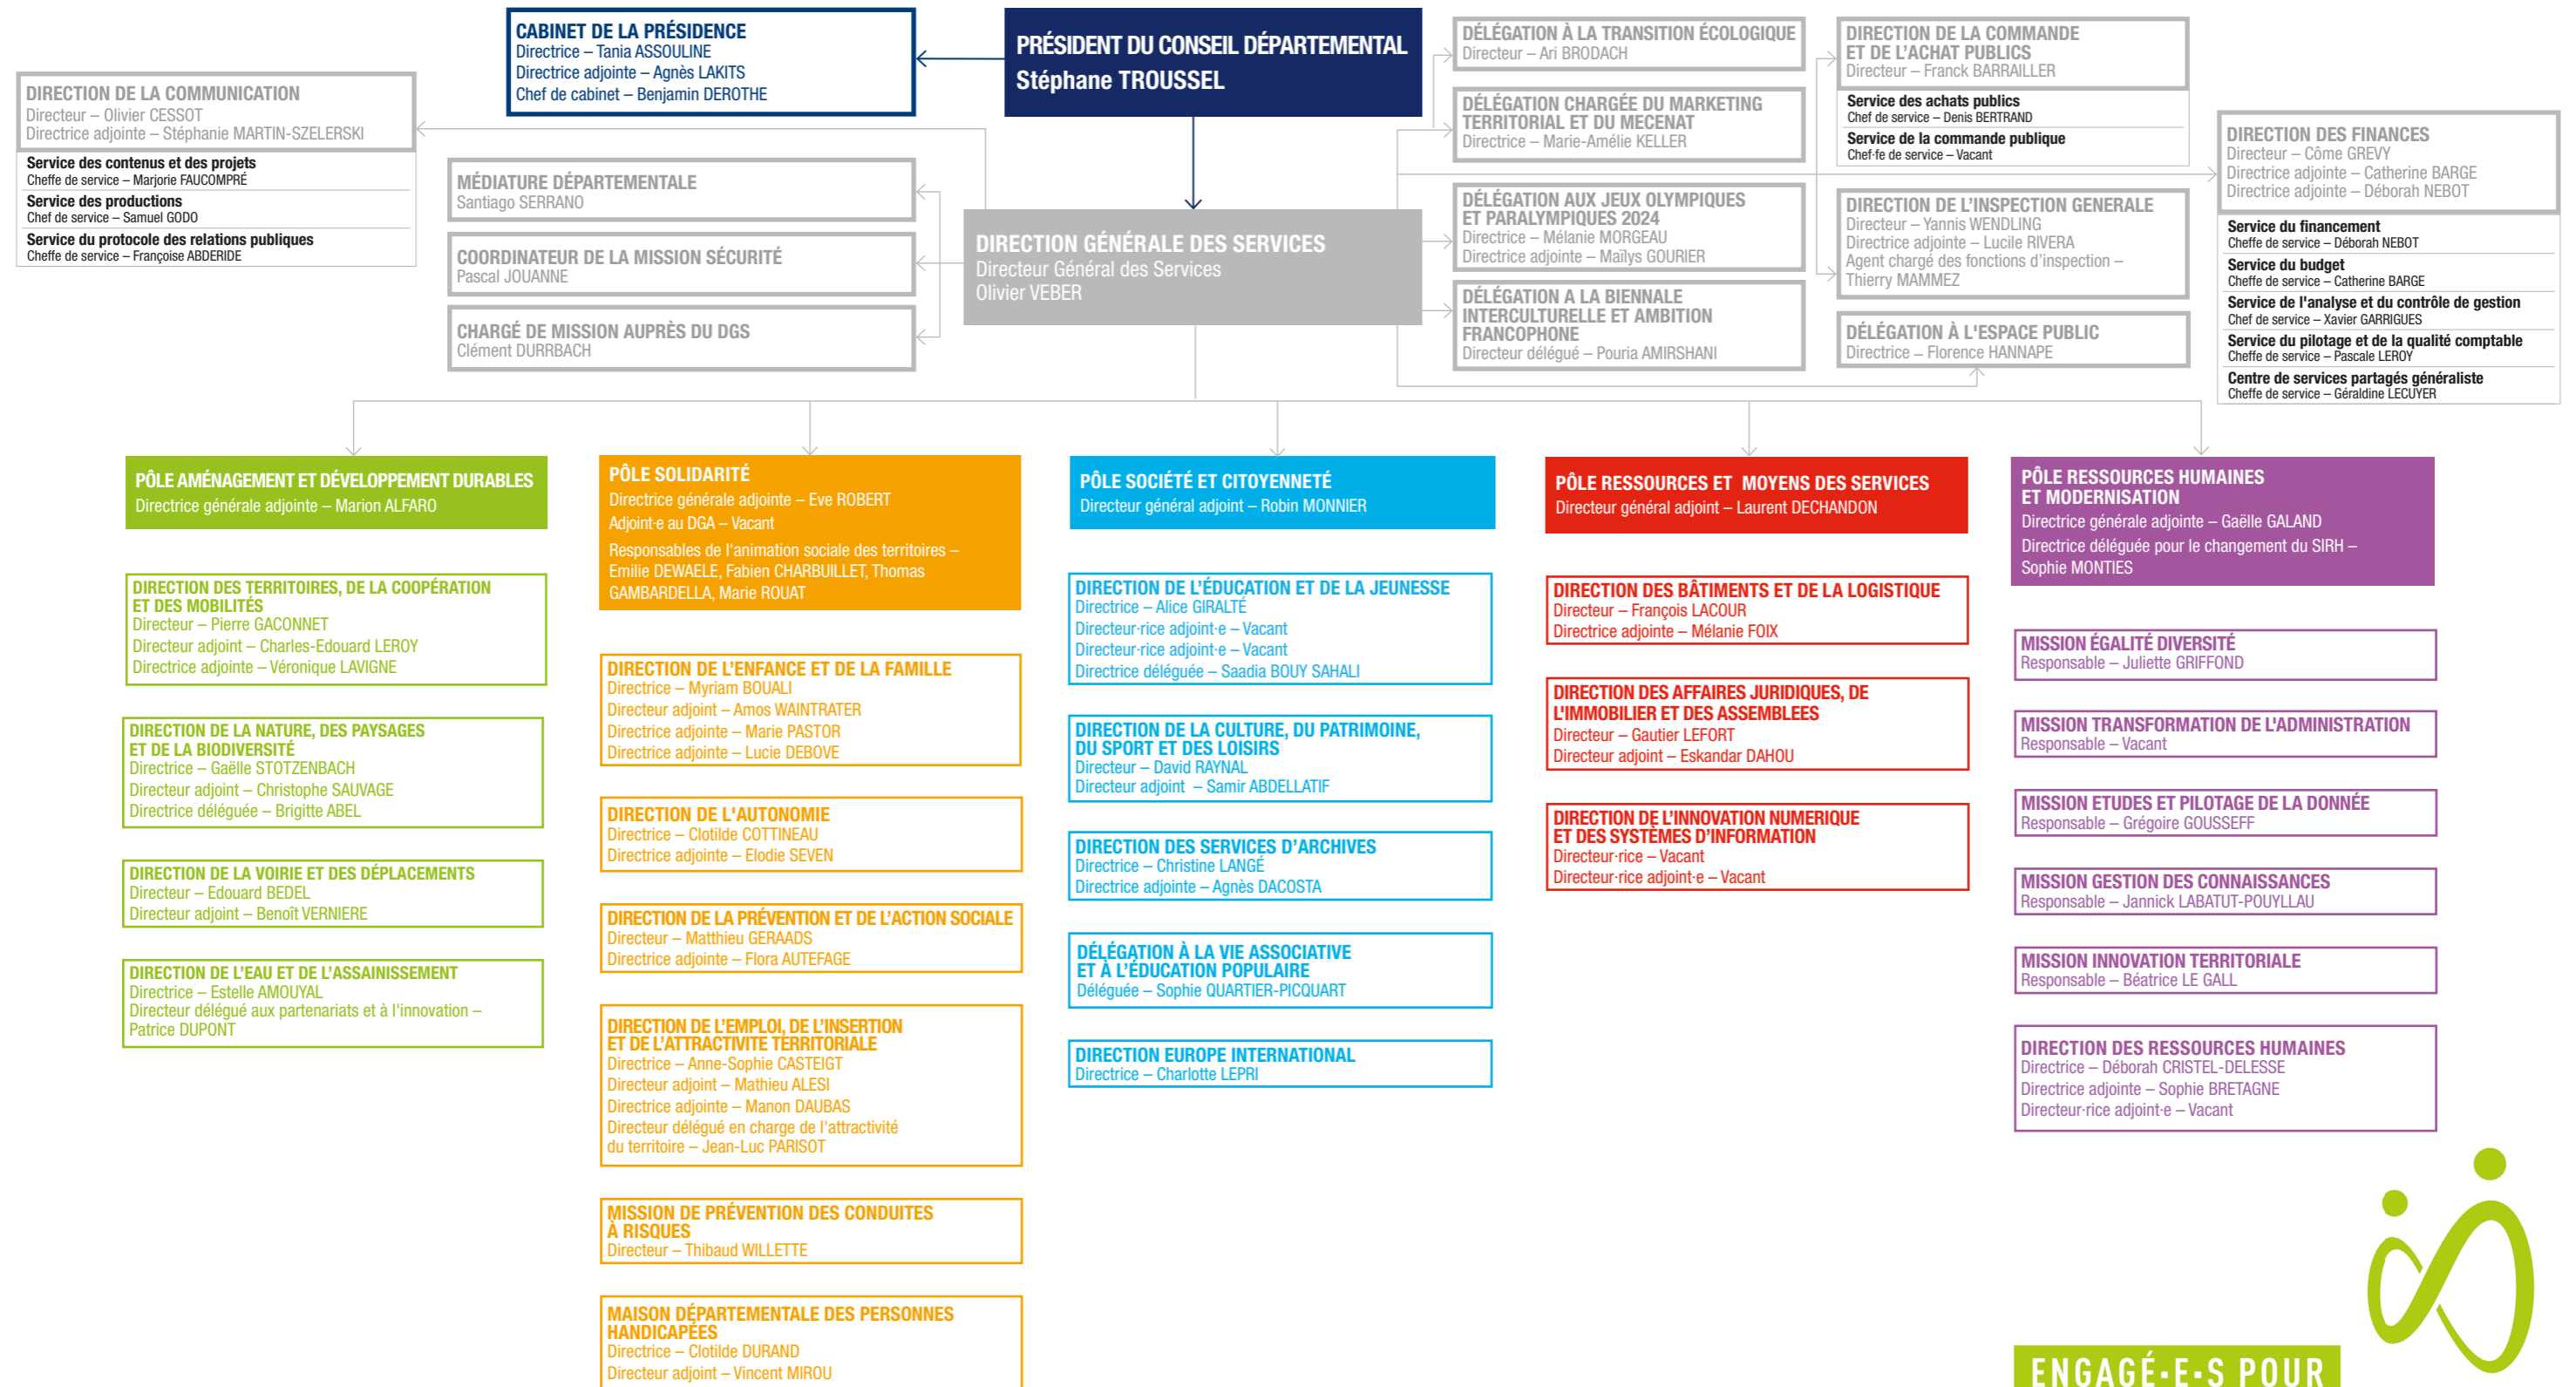 CABINET DE LA PRÉSIDENCE
Directrice – Tania ASSOULINE
Directrice adjointe – Agnès LAKITS
Chef de cabinet – Benjamin DEROTHE
PRÉSIDENT DU CONSEIL DÉPARTEMENTAL
Stéphane TROUSSEL
DIRECTION DE LA COMMUNICATION
Directeur – Olivier CESSOT
Directrice adjointe – Stéphanie MARTIN-SZELERSKI
Service des contenus et des projets
Cheffe de service – Marjorie FAUCOMPRÉ
Service des productions
Chef de service – Samuel GODO
Service du protocole des relations publiques
Cheffe de service – Françoise ABDERIDE
MÉDIATURE DÉPARTEMENTALE
Santiago SERRANO
COORDINATEUR DE LA MISSION SÉCURITÉ
Pascal JOUANNE
CHARGÉ DE MISSION AUPRÈS DU DGS
Clément DURRBACH
DIRECTION GÉNÉRALE DES SERVICES
Directeur Général des Services
Olivier VEBER
DÉLÉGATION À LA TRANSITION ÉCOLOGIQUE
Directeur – Ari BRODACH
DÉLÉGATION CHARGÉE DU MARKETING
TERRITORIAL ET DU MECENAT
Directrice – Marie-Amélie KELLER
DÉLÉGATION AUX JEUX OLYMPIQUES
ET PARALYMPIQUES 2024
Directrice – Mélanie MORGEAU
Directrice adjointe – Maïlys GOURIER
DÉLÉGATION A LA BIENNALE
INTERCULTURELLE ET AMBITION
FRANCOPHONE
Directeur délégué – Pouria AMIRSHANI
DIRECTION DE LA COMMANDE
ET DE L'ACHAT PUBLICS
Directeur – Franck BARRAILLER
Service des achats publics
Chef de service – Denis BERTRAND
Service de la commande publique
Chef·fe de service – Vacant
DIRECTION DE L'INSPECTION GENERALE
Directeur – Yannis WENDLING
Directrice adjointe – Lucile RIVERA
Agent chargé des fonctions d'inspection –
Thierry MAMMEZ
DÉLÉGATION À L'ESPACE PUBLIC
Directrice – Florence HANNAPE
DIRECTION DES FINANCES
Directeur – Côme GREVY
Directrice adjointe – Catherine BARGE
Directrice adjointe – Déborah NEBOT
Service du financement
Cheffe de service – Déborah NEBOT
Service du budget
Cheffe de service – Catherine BARGE
Service de l'analyse et du contrôle de gestion
Chef de service – Xavier GARRIGUES
Service du pilotage et de la qualité comptable
Cheffe de service – Pascale LEROY
Centre de services partagés généraliste
Cheffe de service – Géraldine LECUYER
PÔLE AMÉNAGEMENT ET DÉVELOPPEMENT DURABLES
Directrice générale adjointe – Marion ALFARO
DIRECTION DES TERRITOIRES, DE LA COOPÉRATION
ET DES MOBILITÉS
Directeur – Pierre GACONNET
Directeur adjoint – Charles-Edouard LEROY
Directrice adjointe – Véronique LAVIGNE
DIRECTION DE LA NATURE, DES PAYSAGES
ET DE LA BIODIVERSITÉ
Directrice – Gaëlle STOTZENBACH
Directeur adjoint – Christophe SAUVAGE
Directrice déléguée – Brigitte ABEL
DIRECTION DE LA VOIRIE ET DES DÉPLACEMENTS
Directeur – Edouard BEDEL
Directeur adjoint – Benoît VERNIERE
DIRECTION DE L'EAU ET DE L'ASSAINISSEMENT
Directrice – Estelle AMOUYAL
Directeur délégué aux partenariats et à l'innovation –
Patrice DUPONT
PÔLE SOLIDARITÉ
Directrice générale adjointe – Eve ROBERT
Adjoint·e au DGA – Vacant
Responsables de l'animation sociale des territoires –
Emilie DEWAELE, Fabien CHARBUILLET, Thomas
GAMBARDELLA, Marie ROUAT
DIRECTION DE L'ENFANCE ET DE LA FAMILLE
Directrice – Myriam BOUALI
Directeur adjoint – Amos WAINTRATER
Directrice adjointe – Marie PASTOR
Directrice adjointe – Lucie DEBOVE
DIRECTION DE L'AUTONOMIE
Directrice – Clotilde COTTINEAU
Directrice adjointe – Elodie SEVEN
DIRECTION DE LA PRÉVENTION ET DE L'ACTION SOCIALE
Directeur – Matthieu GERAADS
Directrice adjointe – Flora AUTEFAGE
DIRECTION DE L'EMPLOI, DE L'INSERTION
ET DE L'ATTRACTIVITE TERRITORIALE
Directrice – Anne-Sophie CASTEIGT
Directeur adjoint – Mathieu ALESI
Directrice adjointe – Manon DAUBAS
Directeur délégué en charge de l'attractivité
du territoire – Jean-Luc PARISOT
MISSION DE PRÉVENTION DES CONDUITES
À RISQUES
Directeur – Thibaud WILLETTE
MAISON DÉPARTEMENTALE DES PERSONNES
HANDICAPÉES
Directrice – Clotilde DURAND
Directeur adjoint – Vincent MIROU
PÔLE SOCIÉTÉ ET CITOYENNETÉ
Directeur général adjoint – Robin MONNIER
DIRECTION DE L'ÉDUCATION ET DE LA JEUNESSE
Directrice – Alice GIRALTÉ
Directeur·rice adjoint·e – Vacant
Directeur·rice adjoint·e – Vacant
Directrice déléguée – Saadia BOUY SAHALI
DIRECTION DE LA CULTURE, DU PATRIMOINE,
DU SPORT ET DES LOISIRS
Directeur – David RAYNAL
Directeur adjoint – Samir ABDELLATIF
DIRECTION DES SERVICES D'ARCHIVES
Directrice – Christine LANGÉ
Directrice adjointe – Agnès DACOSTA
DÉLÉGATION À LA VIE ASSOCIATIVE
ET À L'ÉDUCATION POPULAIRE
Déléguée – Sophie QUARTIER-PICQUART
DIRECTION EUROPE INTERNATIONAL
Directrice – Charlotte LEPRI
PÔLE RESSOURCES ET MOYENS DES SERVICES
Directeur général adjoint – Laurent DECHANDON
DIRECTION DES BÂTIMENTS ET DE LA LOGISTIQUE
Directeur – François LACOUR
Directrice adjointe – Mélanie FOIX
DIRECTION DES AFFAIRES JURIDIQUES, DE
L'IMMOBILIER ET DES ASSEMBLEES
Directeur – Gautier LEFORT
Directeur adjoint – Eskandar DAHOU
DIRECTION DE L'INNOVATION NUMERIQUE
ET DES SYSTÈMES D'INFORMATION
Directeur·rice – Vacant
Directeur·rice adjoint·e – Vacant
PÔLE RESSOURCES HUMAINES
ET MODERNISATION
Directrice générale adjointe – Gaëlle GALAND
Directrice déléguée pour le changement du SIRH –
Sophie MONTIES
MISSION ÉGALITÉ DIVERSITÉ
Responsable – Juliette GRIFFOND
MISSION TRANSFORMATION DE L'ADMINISTRATION
Responsable – Vacant
MISSION ETUDES ET PILOTAGE DE LA DONNÉE
Responsable – Grégoire GOUSSEFF
MISSION GESTION DES CONNAISSANCES
Responsable – Jannick LABATUT-POUYLLAU
MISSION INNOVATION TERRITORIALE
Responsable – Béatrice LE GALL
DIRECTION DES RESSOURCES HUMAINES
Directrice – Déborah CRISTEL-DELESSE
Directrice adjointe – Sophie BRETAGNE
Directeur·rice adjoint·e – Vacant
ENGAGÉ·E·S POUR